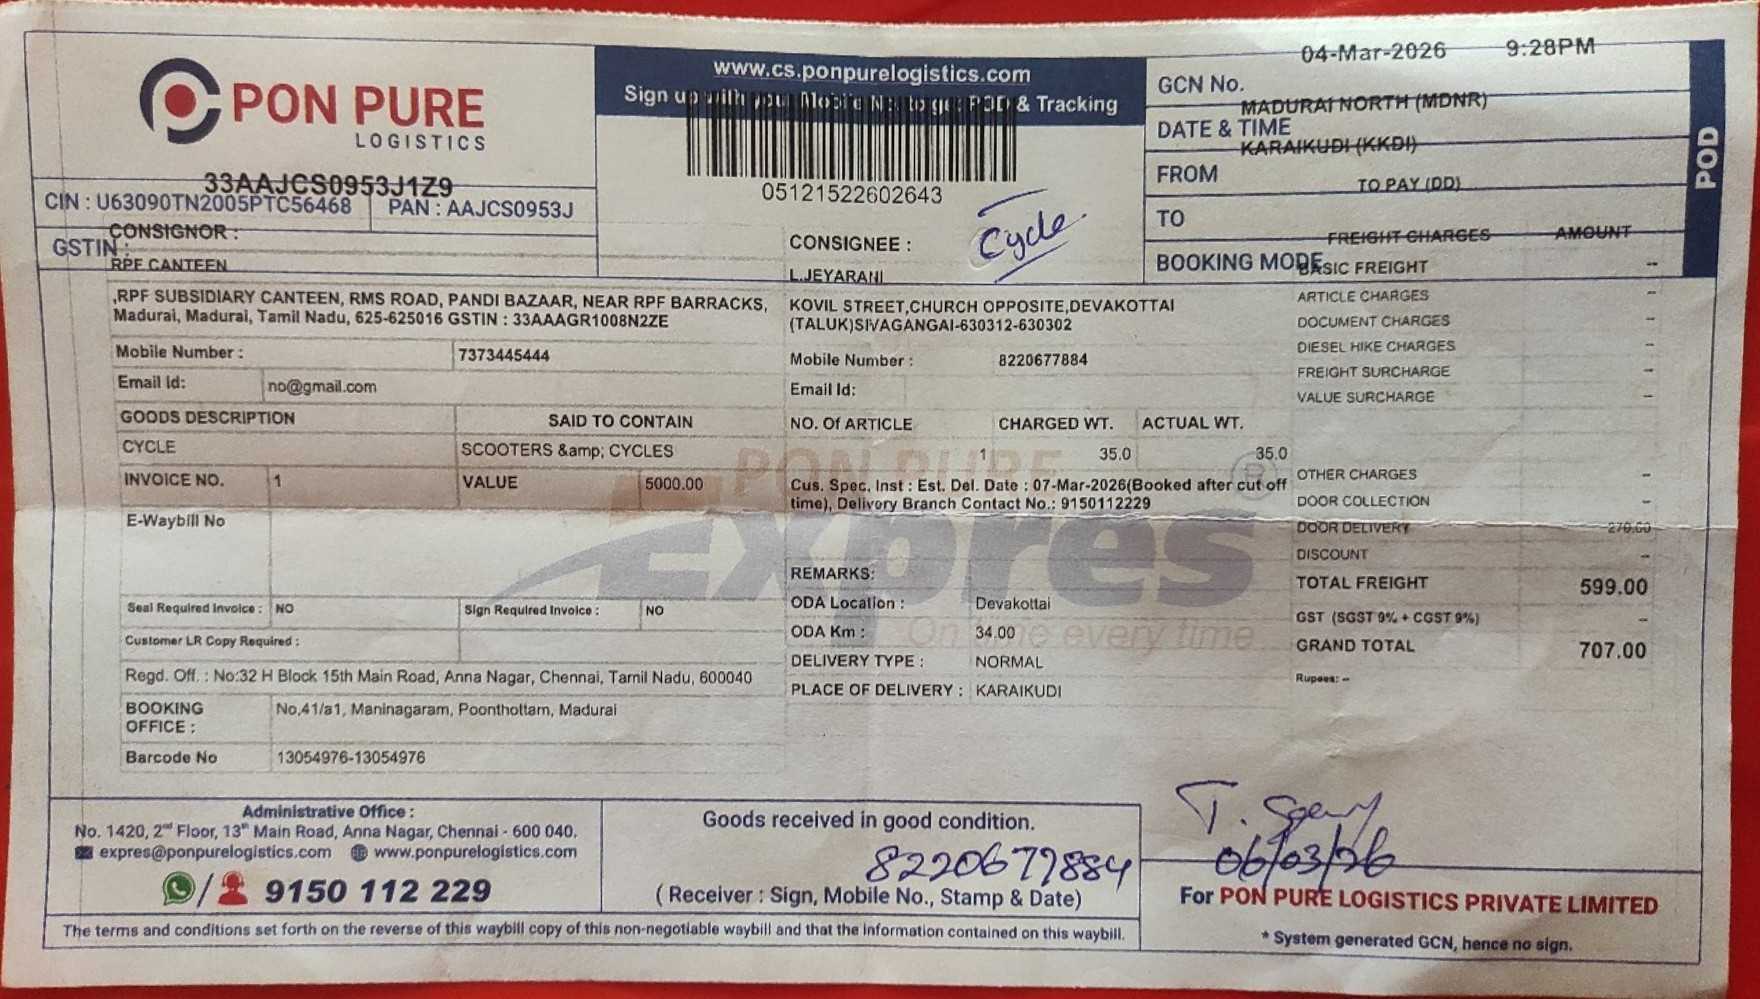 PON PURE
LOGISTICS
33AAJCS0953J1Z9
CIN : U63090TN2005PTC56468
PAN : AAJCS0953J
GSTIN :
www.cs.ponpurelogistics.com
Sign up with your Mobile No. to get POD & Tracking
05121522602643
04-Mar-2026 9:28PM
GCN No.
MADURAI NORTH (MDNR)
DATE & TIME
KARAIKUDI (KKDI)
FROM
TO PAY (DD)
TO
BOOKING MODE
POD
CONSIGNOR :
RPF CANTEEN
,RPF SUBSIDIARY CANTEEN, RMS ROAD, PANDI BAZAAR, NEAR RPF BARRACKS,
Madurai, Madurai, Tamil Nadu, 625-625016 GSTIN : 33AAAGR1008N2ZE
Mobile Number : 7373445444
Email Id: no@gmail.com
GOODS DESCRIPTION SAID TO CONTAIN
CYCLE SCOOTERS &amp; CYCLES
INVOICE NO. 1 VALUE 5000.00
E-Waybill No
Seal Required Invoice : NO Sign Required Invoice : NO
Customer LR Copy Required :
Regd. Off. : No:32 H Block 15th Main Road, Anna Nagar, Chennai, Tamil Nadu, 600040
BOOKING
OFFICE :
No,41/a1, Maninagaram, Poonthottam, Madurai
Barcode No 13054976-13054976
CONSIGNEE :
Cycle
L.JEYARANI
KOVIL STREET,CHURCH OPPOSITE,DEVAKOTTAI
(TALUK)SIVAGANGAI-630312-630302
Mobile Number : 8220677884
Email Id:
NO. Of ARTICLE CHARGED WT. ACTUAL WT.
1 35.0 35.0
Cus. Spec. Inst : Est. Del. Date : 07-Mar-2026(Booked after cut off
time), Delivery Branch Contact No.: 9150112229
PON PURE ®
Expres
On time every time
REMARKS:
ODA Location : Devakottai
ODA Km : 34.00
DELIVERY TYPE : NORMAL
PLACE OF DELIVERY : KARAIKUDI
FREIGHT CHARGES AMOUNT
BASIC FREIGHT --
ARTICLE CHARGES -
DOCUMENT CHARGES -
DIESEL HIKE CHARGES -
FREIGHT SURCHARGE -
VALUE SURCHARGE -
OTHER CHARGES -
DOOR COLLECTION -
DOOR DELIVERY 270.00
DISCOUNT --
TOTAL FREIGHT 599.00
GST (SGST 9% + CGST 9%) -
GRAND TOTAL 707.00
Rupees: --
Administrative Office :
No. 1420, 2nd Floor, 13th Main Road, Anna Nagar, Chennai - 600 040.
expres@ponpurelogistics.com www.ponpurelogistics.com
/ 9150 112 229
Goods received in good condition.
8220677884
( Receiver : Sign, Mobile No., Stamp & Date)
06/03/26
For PON PURE LOGISTICS PRIVATE LIMITED
* System generated GCN, hence no sign.
The terms and conditions set forth on the reverse of this waybill copy of this non-negotiable waybill and that the information contained on this waybill.